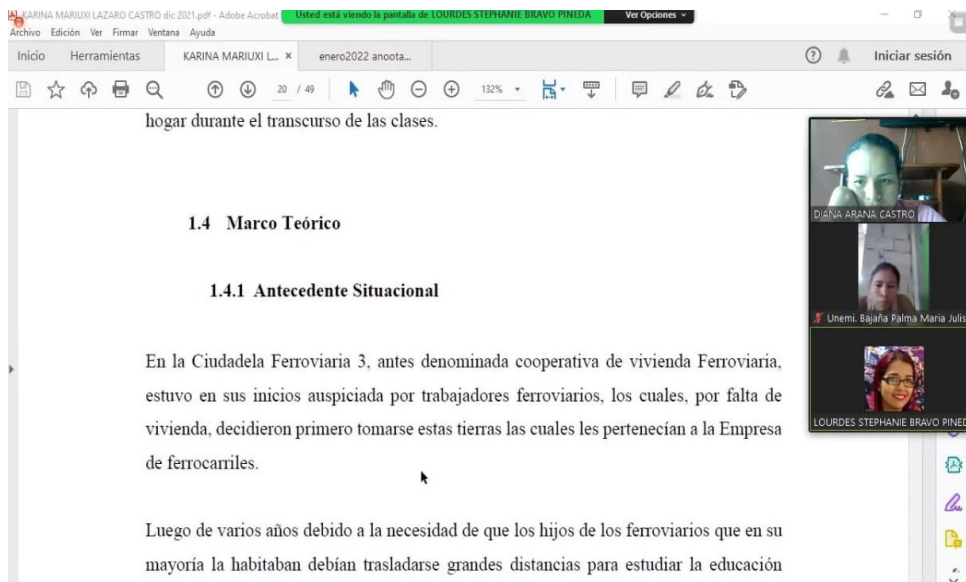 KARINA MARIUXI LAZARO CASTRO dic 2021.pdf - Adobe Acrobat
Usted está viendo la pantalla de LOURDES STEPHANIE BRAVO PINEDA
Ver Opciones
Archivo Edición Ver Firmar Ventana Ayuda
Inicio Herramientas KARINA MARIUXI L... × enero2022 anoota... Iniciar sesión
20 / 49 132%
hogar durante el transcurso de las clases.
1.4 Marco Teórico
1.4.1 Antecedente Situacional
En la Ciudadela Ferroviaria 3, antes denominada cooperativa de vivienda Ferroviaria,
estuvo en sus inicios auspiciada por trabajadores ferroviarios, los cuales, por falta de
vivienda, decidieron primero tomarse estas tierras las cuales les pertenecían a la Empresa
de ferrocarriles.
Luego de varios años debido a la necesidad de que los hijos de los ferroviarios que en su
mayoría la habitaban debían trasladarse grandes distancias para estudiar la educación
DIANA ARANA CASTRO
Unemi. Bajaña Palma Maria Julis
LOURDES STEPHANIE BRAVO PINED